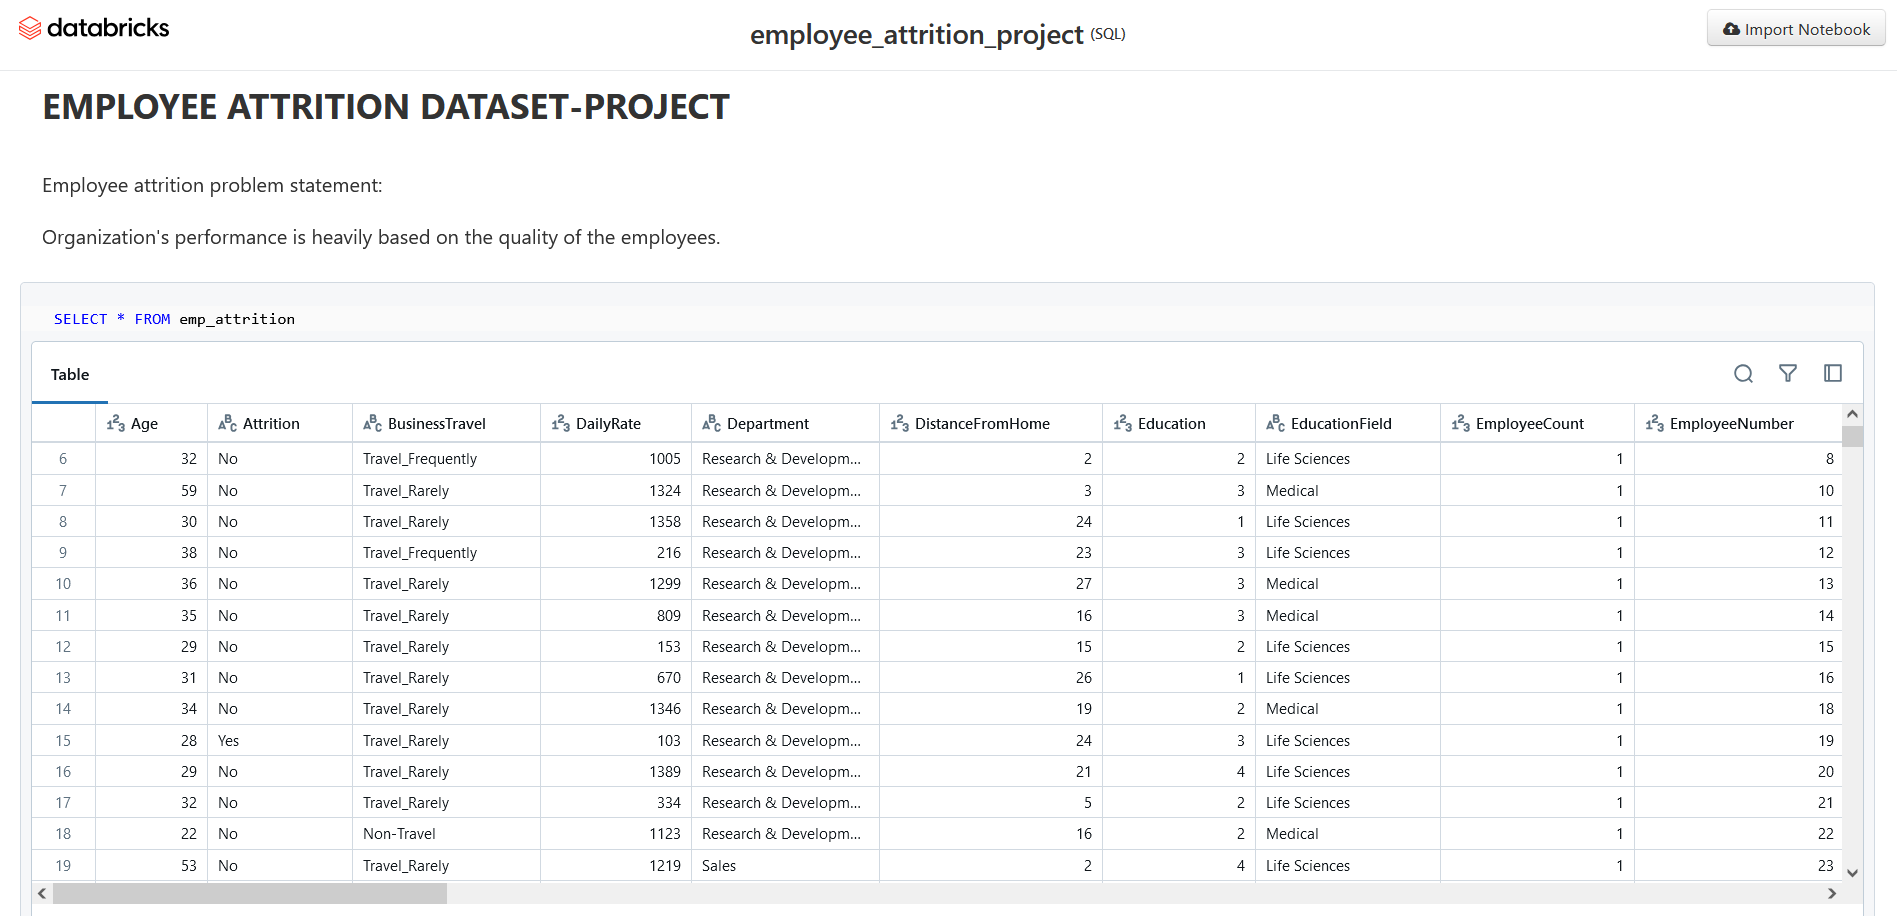 databricks
employee_attrition_project (SQL)
Import Notebook
EMPLOYEE ATTRITION DATASET-PROJECT
Employee attrition problem statement:
Organization's performance is heavily based on the quality of the employees.
SELECT * FROM emp_attrition
Table
123 Age ABC Attrition ABC BusinessTravel 123 DailyRate ABC Department 123 DistanceFromHome 123 Education ABC EducationField 123 EmployeeCount 123 EmployeeNumber
6 32 No Travel_Frequently 1005 Research & Developm... 2 2 Life Sciences 1 8
7 59 No Travel_Rarely 1324 Research & Developm... 3 3 Medical 1 10
8 30 No Travel_Rarely 1358 Research & Developm... 24 1 Life Sciences 1 11
9 38 No Travel_Frequently 216 Research & Developm... 23 3 Life Sciences 1 12
10 36 No Travel_Rarely 1299 Research & Developm... 27 3 Medical 1 13
11 35 No Travel_Rarely 809 Research & Developm... 16 3 Medical 1 14
12 29 No Travel_Rarely 153 Research & Developm... 15 2 Life Sciences 1 15
13 31 No Travel_Rarely 670 Research & Developm... 26 1 Life Sciences 1 16
14 34 No Travel_Rarely 1346 Research & Developm... 19 2 Medical 1 18
15 28 Yes Travel_Rarely 103 Research & Developm... 24 3 Life Sciences 1 19
16 29 No Travel_Rarely 1389 Research & Developm... 21 4 Life Sciences 1 20
17 32 No Travel_Rarely 334 Research & Developm... 5 2 Life Sciences 1 21
18 22 No Non-Travel 1123 Research & Developm... 16 2 Medical 1 22
19 53 No Travel_Rarely 1219 Sales 2 4 Life Sciences 1 23